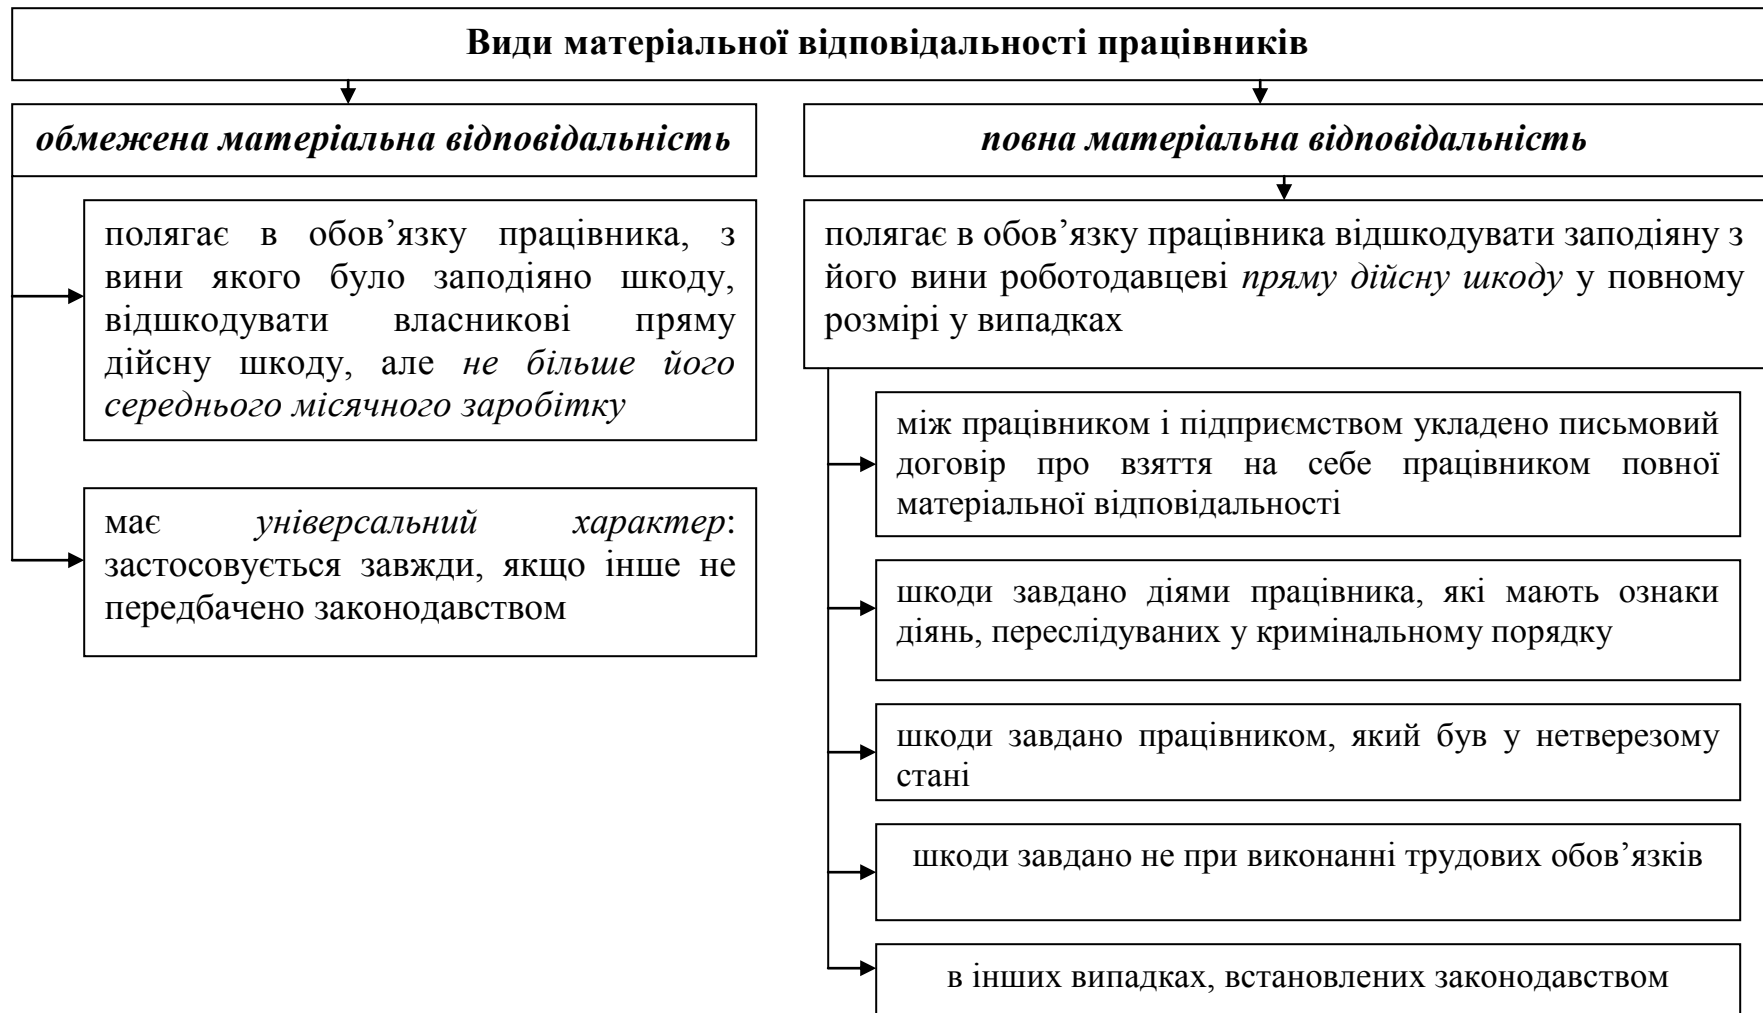 Види матеріальної відповідальності працівників
обмежена матеріальна відповідальність
полягає в обов’язку працівника, з
вини якого було заподіяно шкоду,
відшкодувати власникові пряму
дійсну шкоду, але не більше його
середнього місячного заробітку
має універсальний характер:
застосовується завжди, якщо інше не
передбачено законодавством
повна матеріальна відповідальність
полягає в обов’язку працівника відшкодувати заподіяну з
його вини роботодавцеві пряму дійсну шкоду у повному
розмірі у випадках
між працівником і підприємством укладено письмовий
договір про взяття на себе працівником повної
матеріальної відповідальності
шкоди завдано діями працівника, які мають ознаки
діянь, переслідуваних у кримінальному порядку
шкоди завдано працівником, який був у нетверезому
стані
шкоди завдано не при виконанні трудових обов’язків
в інших випадках, встановлених законодавством